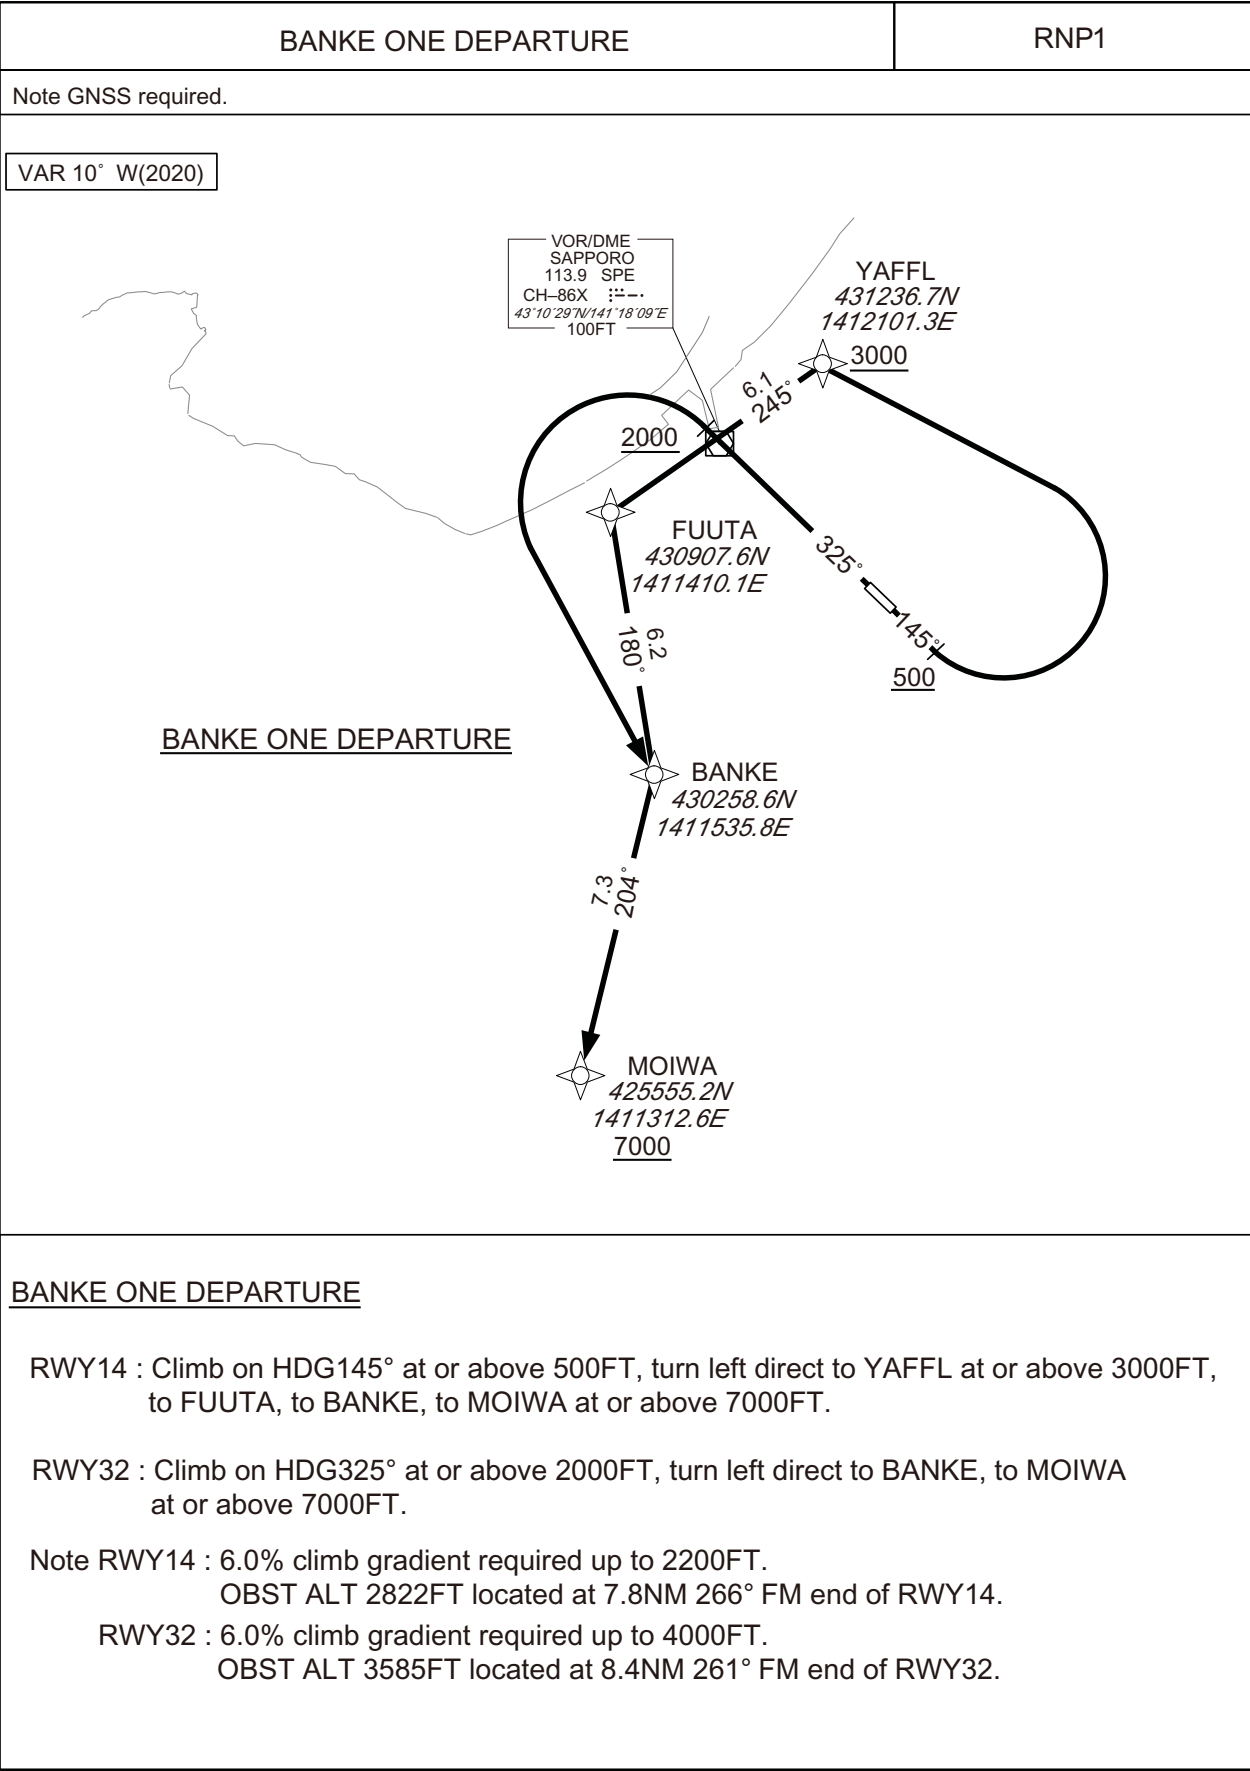 BANKE ONE DEPARTURE
RNP1
Note GNSS required.
VAR 10° W(2020)
VOR/DME
SAPPORO
113.9 SPE
CH–86X
43°10'29"N/141°18'09"E
100FT
YAFFL
431236.7N
1412101.3E
3000
6.1
245°
2000
FUUTA
430907.6N
1411410.1E
325°
145°
500
6.2
180°
BANKE ONE DEPARTURE
BANKE
430258.6N
1411535.8E
7.3
204°
MOIWA
425555.2N
1411312.6E
7000
BANKE ONE DEPARTURE
RWY14 : Climb on HDG145° at or above 500FT, turn left direct to YAFFL at or above 3000FT,
to FUUTA, to BANKE, to MOIWA at or above 7000FT.
RWY32 : Climb on HDG325° at or above 2000FT, turn left direct to BANKE, to MOIWA
at or above 7000FT.
Note RWY14 : 6.0% climb gradient required up to 2200FT.
OBST ALT 2822FT located at 7.8NM 266° FM end of RWY14.
RWY32 : 6.0% climb gradient required up to 4000FT.
OBST ALT 3585FT located at 8.4NM 261° FM end of RWY32.